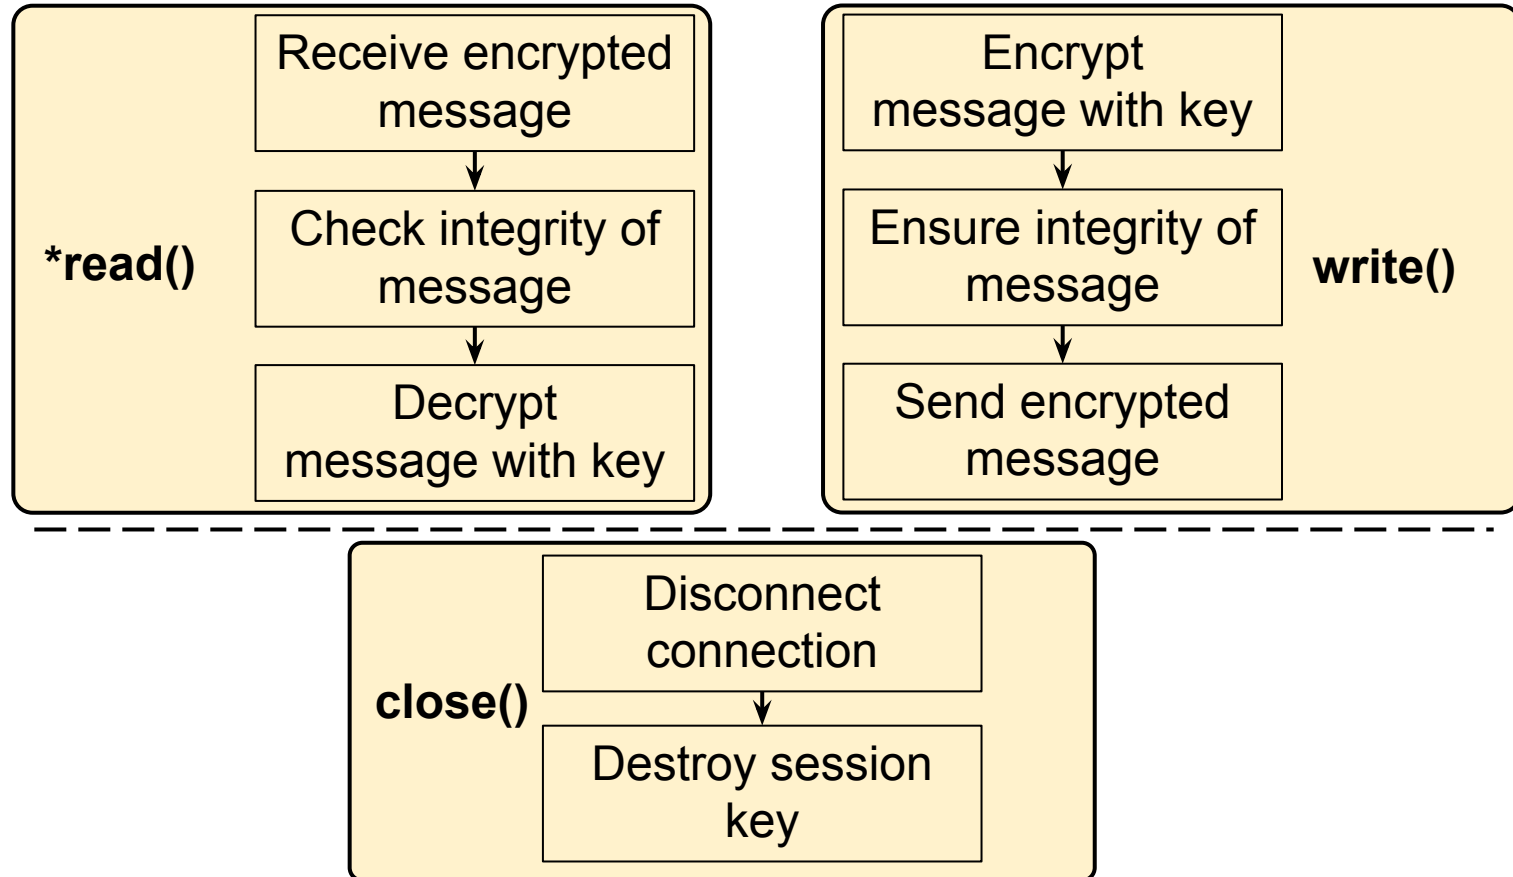 *read()
Receive encrypted
message
Check integrity of
message
Decrypt
message with key
Encrypt
message with key
Ensure integrity of
message
Send encrypted
message
write()
close()
Disconnect
connection
Destroy session
key